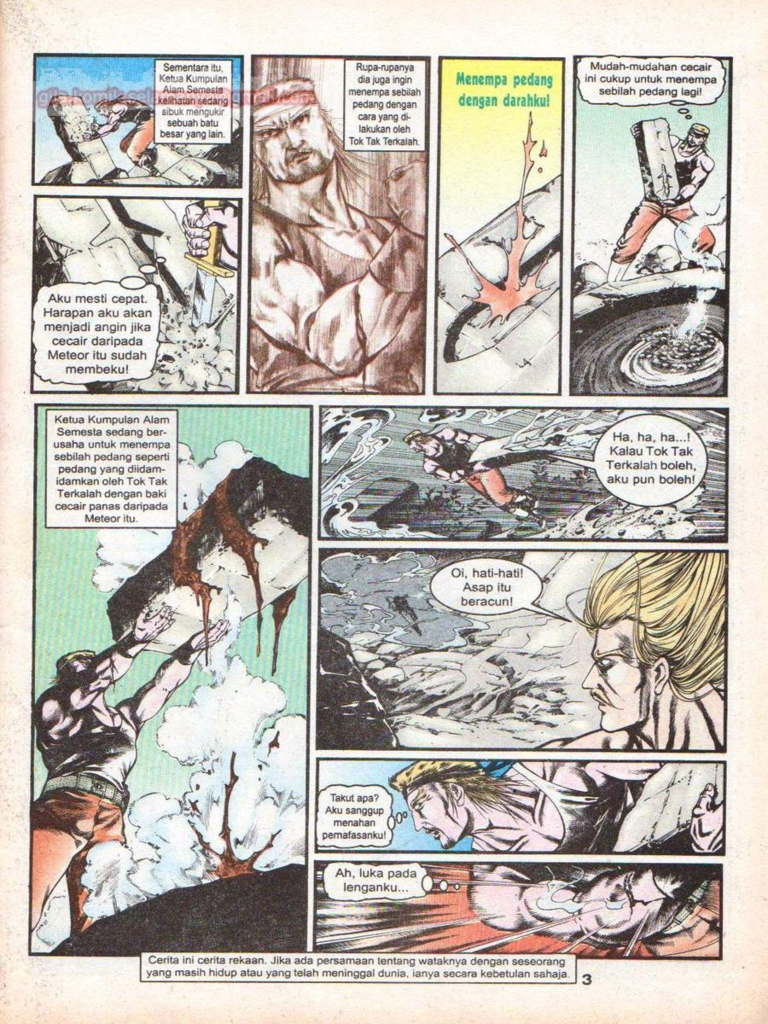 Sementara itu,
Ketua Kumpulan
Alam Semesta
kelihatan sedang
sibuk mengukir
sebuah batu
besar yang lain.
Rupa-rupanya
dia juga ingin
menempa sebilah
pedang dengan
cara yang di-
lakukan oleh
Tok Tak Terkalah.
Menempa pedang
dengan darahku!
Mudah-mudahan cecair
ini cukup untuk menempa
sebilah pedang lagi!
Aku mesti cepat.
Harapan aku akan
menjadi angin jika
cecair daripada
Meteor itu sudah
membeku!
Ketua Kumpulan Alam
Semesta sedang ber-
usaha untuk menempa
sebilah pedang seperti
pedang yang diidam-
idamkan oleh Tok Tak
Terkalah dengan baki
cecair panas daripada
Meteor itu.
Ha, ha, ha...!
Kalau Tok Tak
Terkalah boleh,
aku pun boleh!
Oi, hati-hati!
Asap itu
beracun!
Takut apa?
Aku sanggup
menahan
pernafasanku!
Ah, luka pada
lenganku...
Cerita ini cerita rekaan. Jika ada persamaan tentang wataknya dengan seseorang
yang masih hidup atau yang telah meninggal dunia, ianya secara kebetulan sahaja.
3